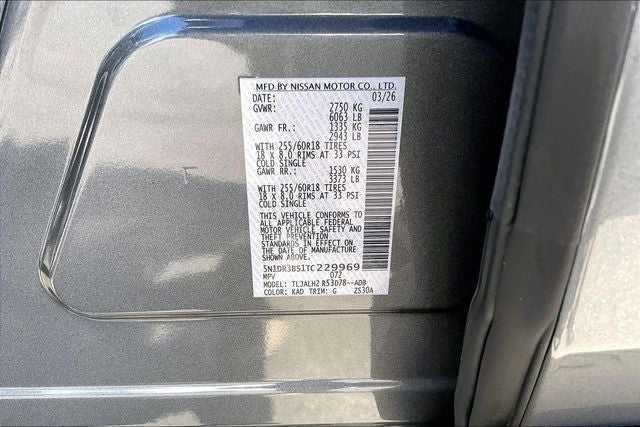 MFD BY NISSAN MOTOR CO., LTD.
DATE: 03/26
GVWR: 2750 KG
6063 LB
GAWR FR.: 1335 KG
2943 LB
WITH 255/60R18 TIRES
18 X 8.0 RIMS AT 33 PSI
COLD SINGLE
GAWR RR.: 1530 KG
3373 LB
WITH 255/60R18 TIRES
18 X 8.0 RIMS AT 33 PSI
COLD SINGLE
THIS VEHICLE CONFORMS TO
ALL APPLICABLE FEDERAL
MOTOR VEHICLE SAFETY AND
THEFT PREVENTION
STANDARDS IN EFFECT ON
THE DATE OF MANUFACTURE
SHOWN ABOVE.
5N1DR3BS1TC229969
MPV 072
MODEL: TLJALH2 R53D78--ADB
COLOR: KAD TRIM: G ZS30A